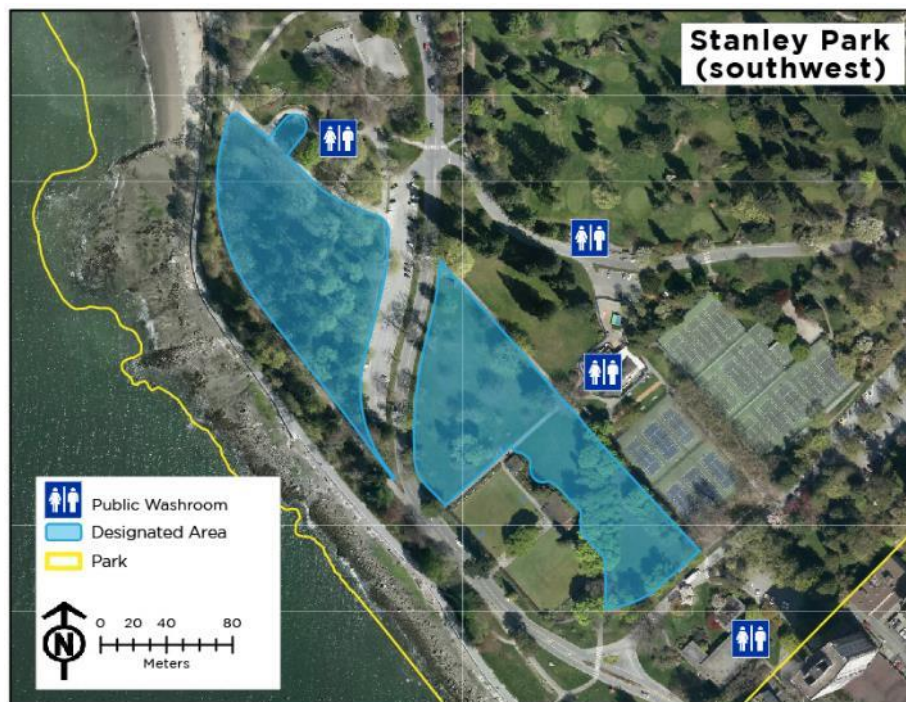 Stanley Park
(southwest)
Public Washroom
Designated Area
Park
N
0 20 40 80
Meters